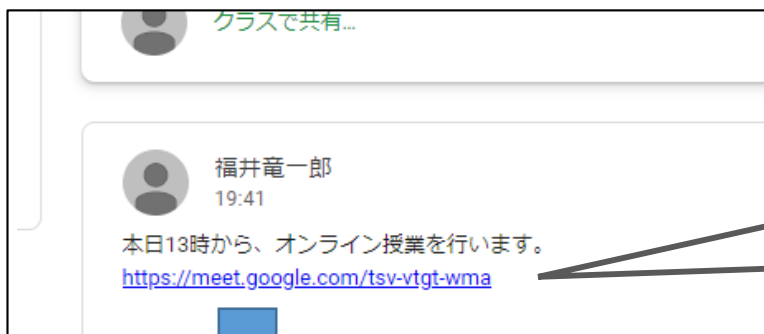 クラスで共有…
福井竜一郎
19:41
本日13時から、オンライン授業を行います。
https://meet.google.com/tsv-vtgt-wma